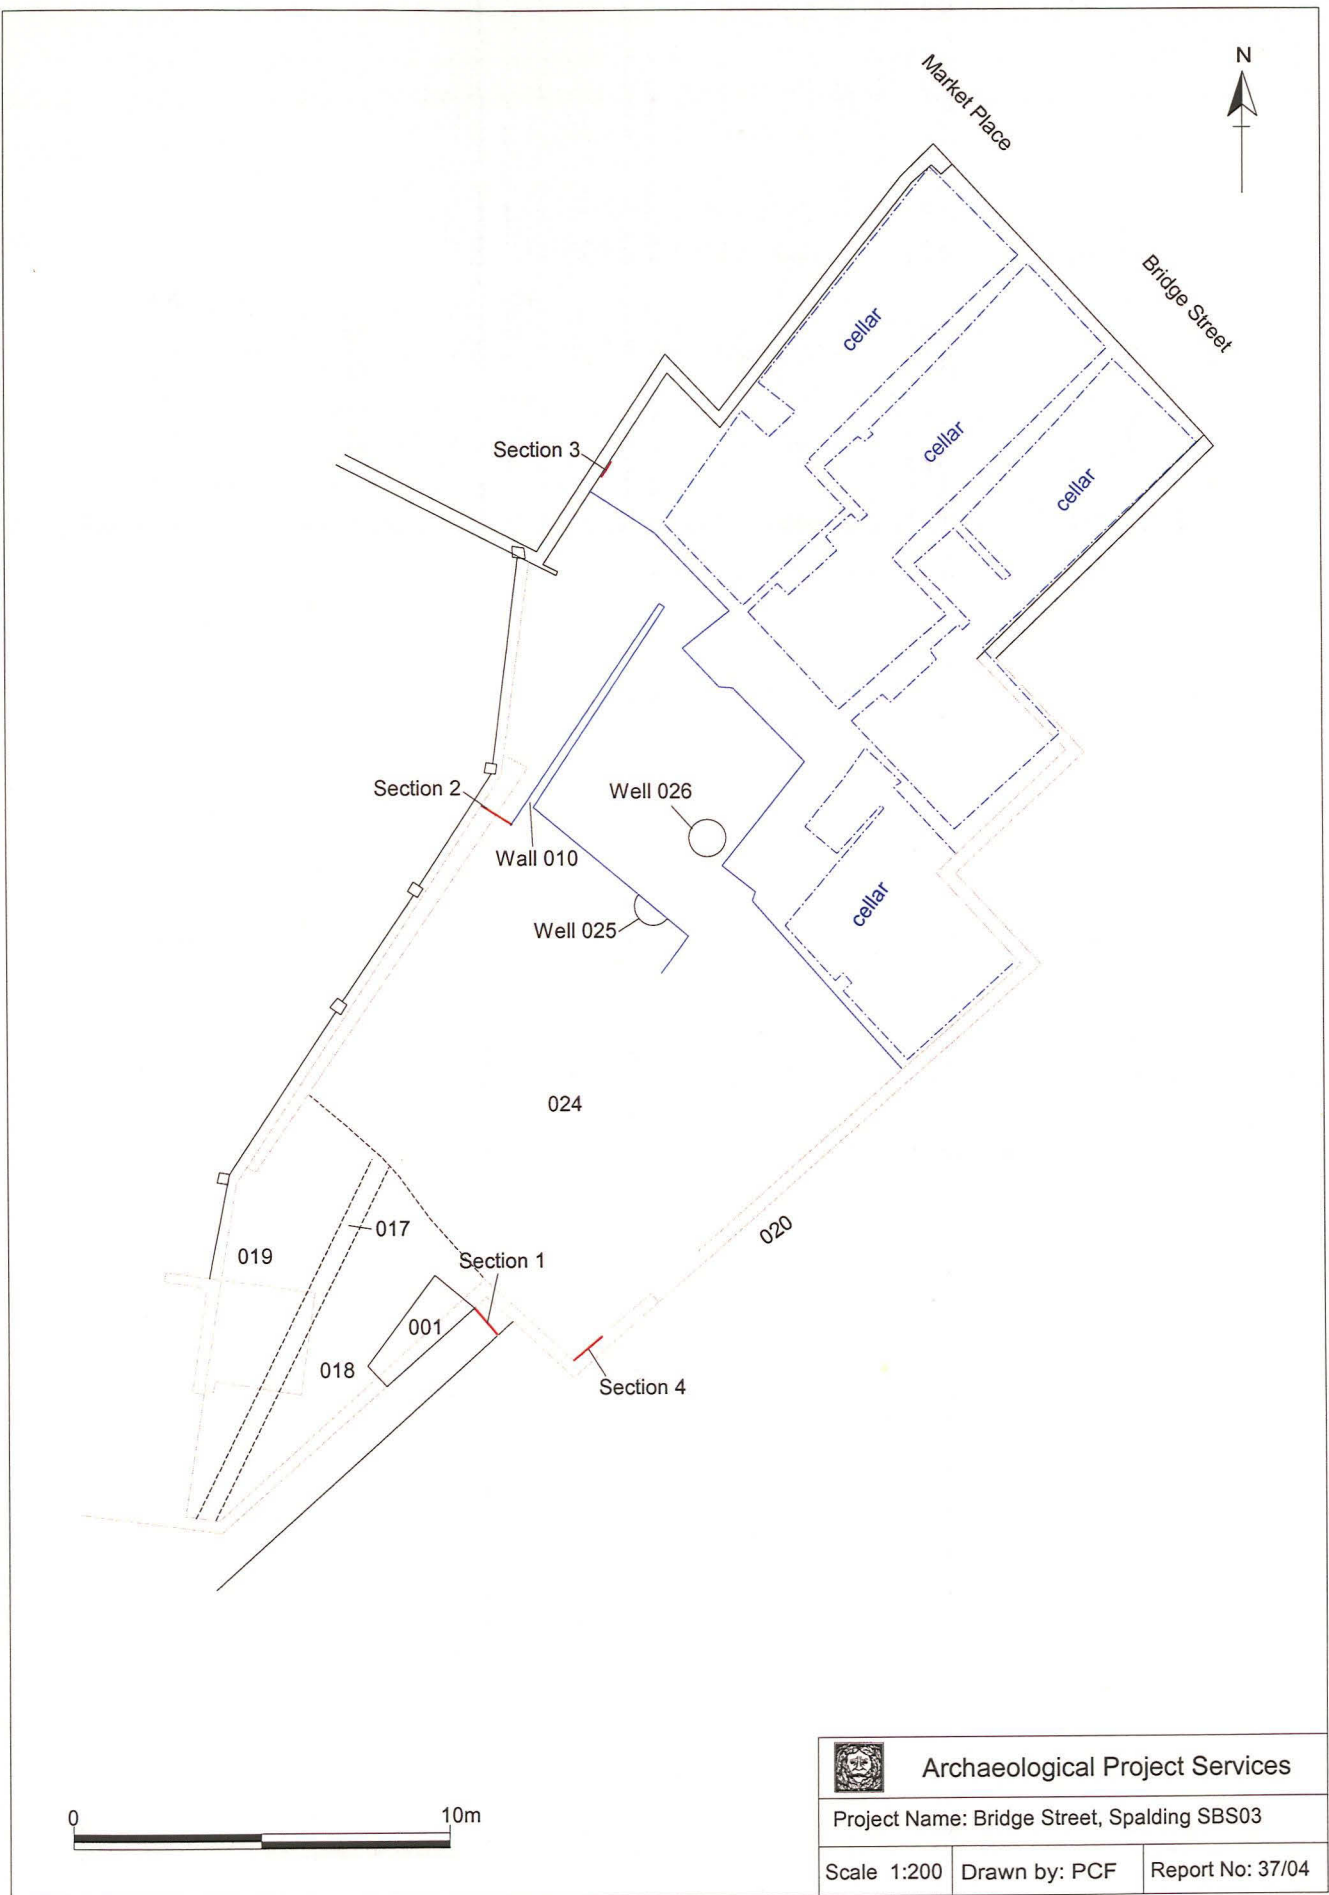 N
Market Place
Bridge Street
cellar
cellar
cellar
Section 3
Section 2
Well 026
Wall 010
Well 025
cellar
024
017
019
020
Section 1
001
018
Section 4
0
10m
Archaeological Project Services
Project Name: Bridge Street, Spalding SBS03
Scale 1:200
Drawn by: PCF
Report No: 37/04